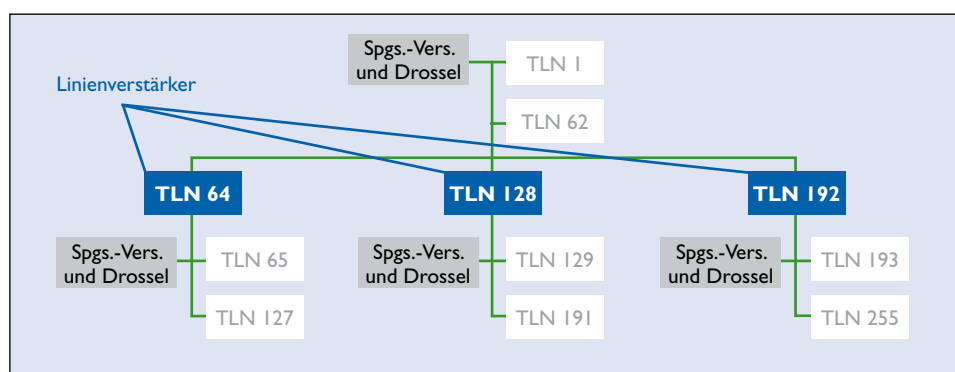 Spgs.-Vers.
und Drossel
TLN 1
Linienverstärker
TLN 62
TLN 64
TLN 128
TLN 192
Spgs.-Vers.
und Drossel
TLN 65
TLN 127
Spgs.-Vers.
und Drossel
TLN 129
TLN 191
Spgs.-Vers.
und Drossel
TLN 193
TLN 255